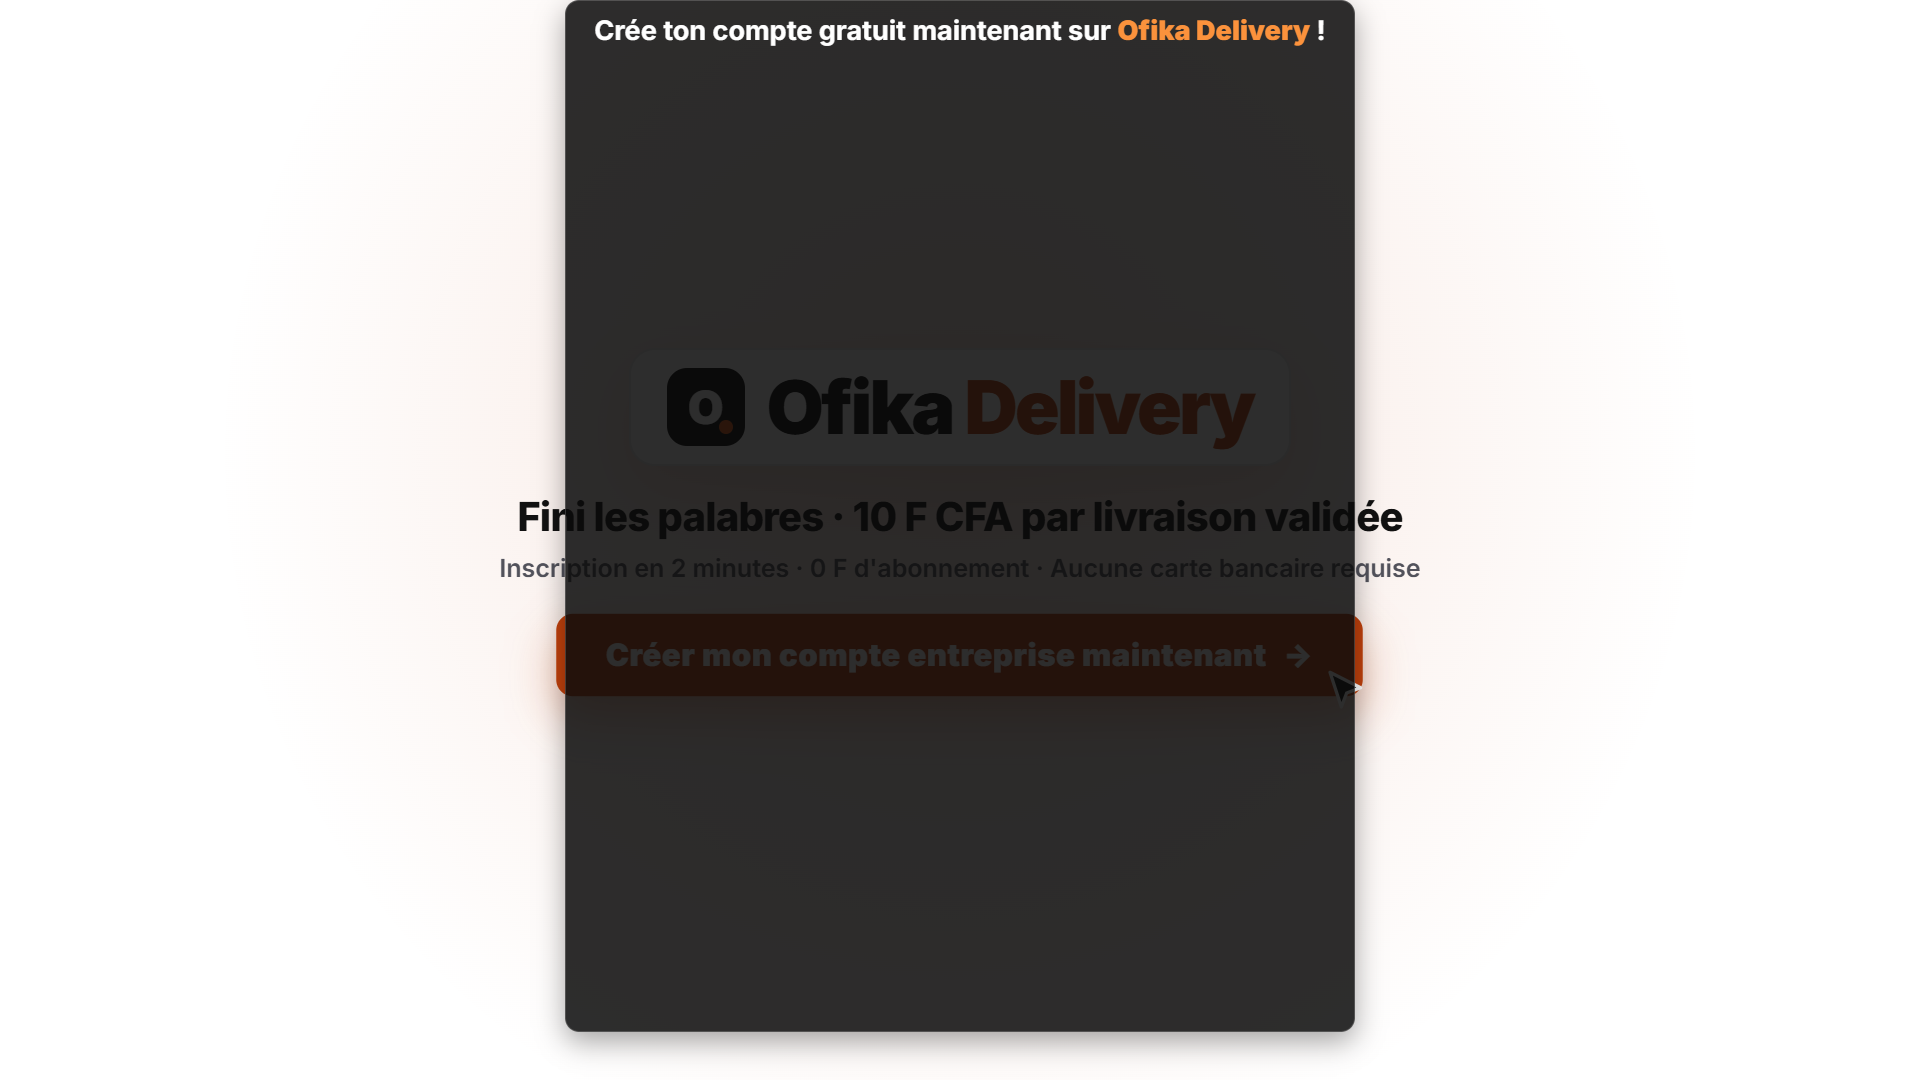 Crée ton compte gratuit maintenant sur Ofika Delivery !
O Ofika Delivery
Fini les palabres · 10 F CFA par livraison validée
Inscription en 2 minutes · 0 F d'abonnement · Aucune carte bancaire requise
Créer mon compte entreprise maintenant →